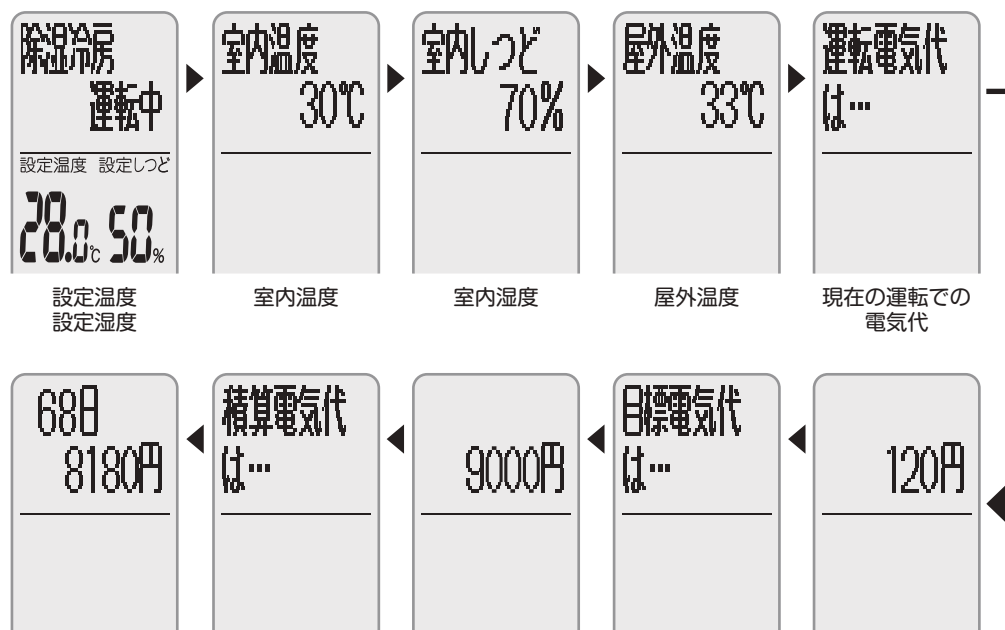 除湿冷房
運転中
設定温度 設定しつど
28.0℃ 50%
設定温度
設定湿度
室内温度
30℃
室内温度
室内しつど
70%
室内湿度
屋外温度
33℃
屋外温度
運転電気代
は…
現在の運転での
電気代
120円
目標電気代
は…
9000円
積算電気代
は…
68日
8180円